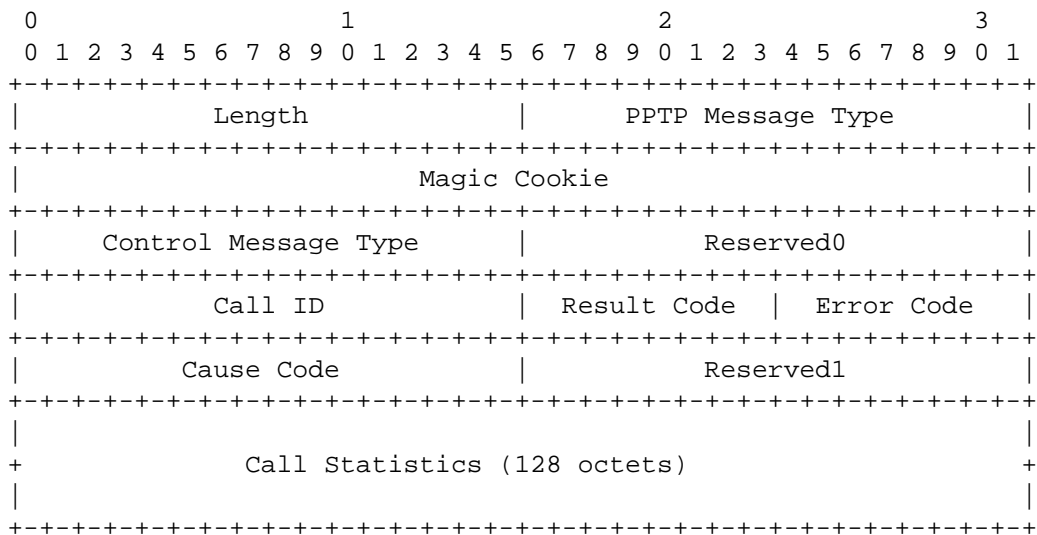 0                   1                   2                   3
 0 1 2 3 4 5 6 7 8 9 0 1 2 3 4 5 6 7 8 9 0 1 2 3 4 5 6 7 8 9 0 1
+-+-+-+-+-+-+-+-+-+-+-+-+-+-+-+-+-+-+-+-+-+-+-+-+-+-+-+-+-+-+-+-+
|            Length             |      PPTP Message Type        |
+-+-+-+-+-+-+-+-+-+-+-+-+-+-+-+-+-+-+-+-+-+-+-+-+-+-+-+-+-+-+-+-+
|                         Magic Cookie                          |
+-+-+-+-+-+-+-+-+-+-+-+-+-+-+-+-+-+-+-+-+-+-+-+-+-+-+-+-+-+-+-+-+
|     Control Message Type      |           Reserved0           |
+-+-+-+-+-+-+-+-+-+-+-+-+-+-+-+-+-+-+-+-+-+-+-+-+-+-+-+-+-+-+-+-+
|            Call ID            |  Result Code  |  Error Code   |
+-+-+-+-+-+-+-+-+-+-+-+-+-+-+-+-+-+-+-+-+-+-+-+-+-+-+-+-+-+-+-+-+
|          Cause Code           |           Reserved1           |
+-+-+-+-+-+-+-+-+-+-+-+-+-+-+-+-+-+-+-+-+-+-+-+-+-+-+-+-+-+-+-+-+
|                                                               |
+              Call Statistics (128 octets)                     +
|                                                               |
+-+-+-+-+-+-+-+-+-+-+-+-+-+-+-+-+-+-+-+-+-+-+-+-+-+-+-+-+-+-+-+-+